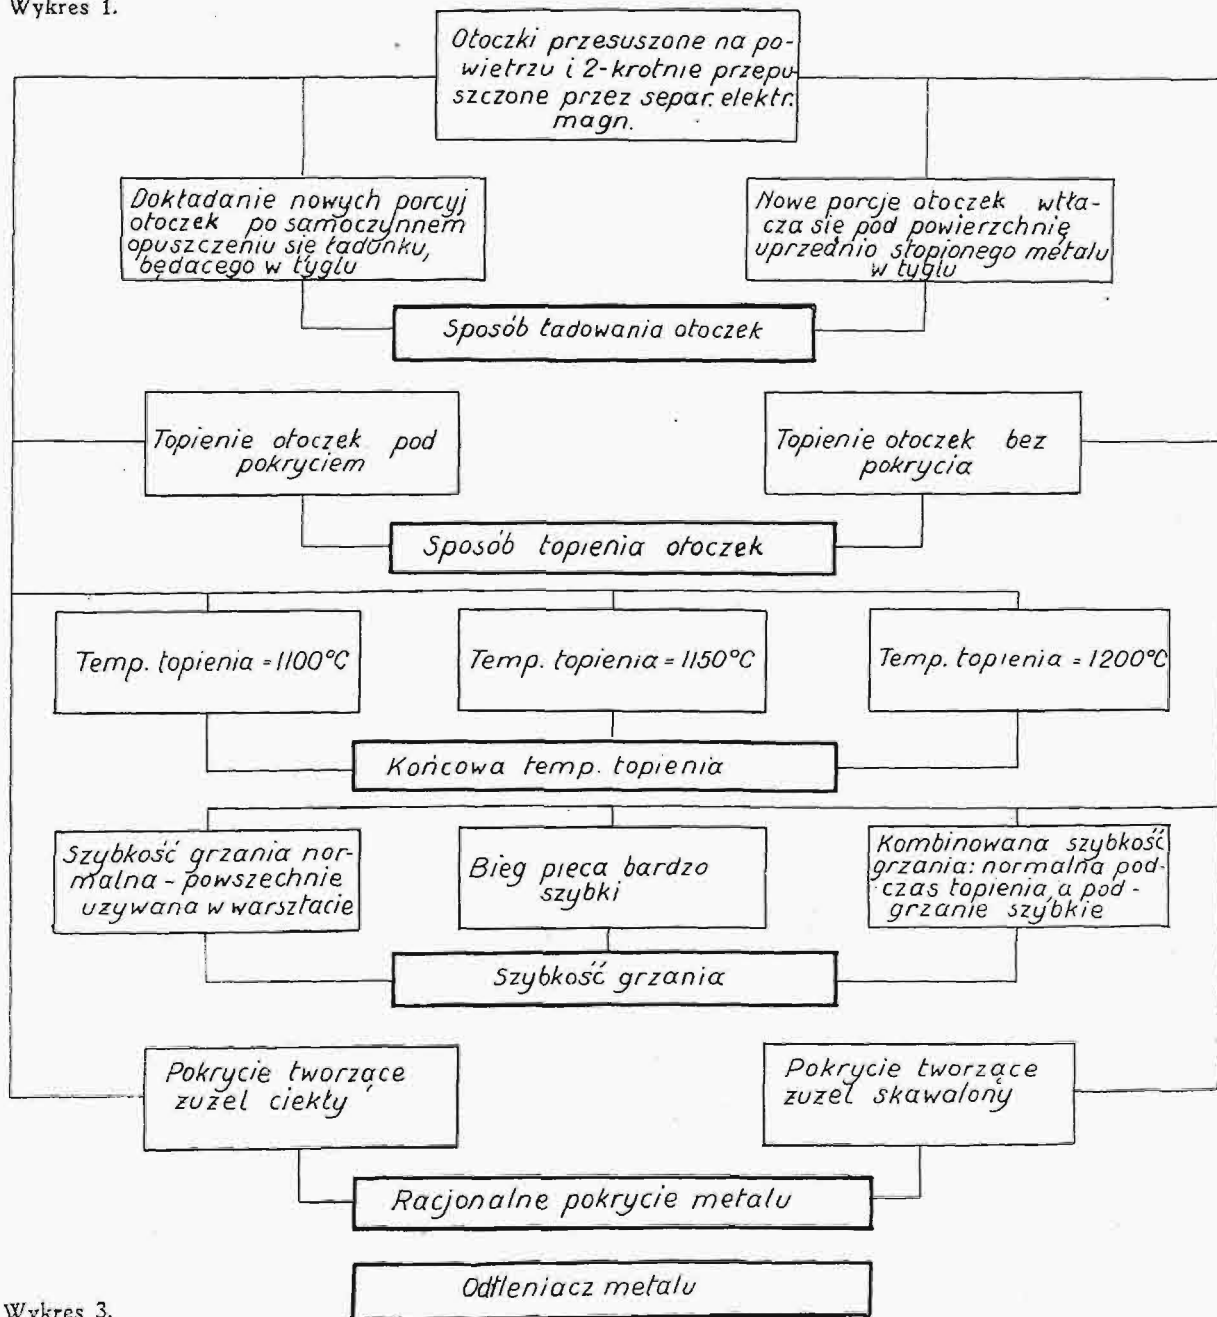 Wykres 1.
Otoczki przesuszone na po-
wietrzu i 2-krotnie przepu-
szczone przez separ. elektr.
magn.
Dokładanie nowych porcyj
otoczek po samoczynnem
opuszczeniu się ładunku,
będacego w tyglu
Nowe porcje otoczek wtła-
cza się pod powierzchnię
uprzednio stopionego metalu
w tyglu
Sposób ładowania otoczek
Topienie otoczek pod
pokryciem
Topienie otoczek bez
pokrycia
Sposób topienia otoczek
Temp. topienia = 1100°C
Temp. topienia = 1150°C
Temp. topienia = 1200°C
Końcowa temp. topienia
Szybkość grzania nor-
malna - powszechnie
uzywana w warsztacie
Bieg pieca bardzo
szybki
Kombinowana szybkość
grzania: normalna pod-
czas topienia, a pod-
grzanie szybkie
Szybkość grzania
Pokrycie tworzące
zuzel ciekły
Pokrycie tworzące
zuzel skawalony
Racjonalne pokrycie metalu
Odtleniacz metalu
Wykres 3.